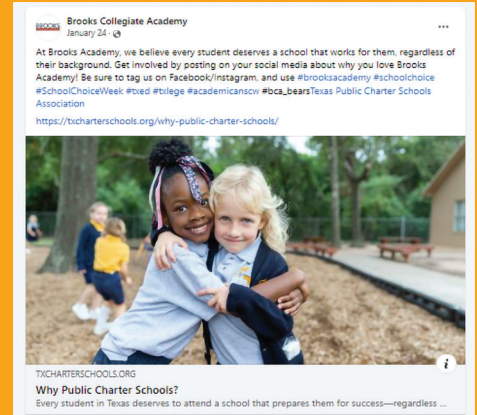 BROOKS
Brooks Collegiate Academy
January 24 ·
At Brooks Academy, we believe every student deserves a school that works for them, regardless of
their background. Get involved by posting on your social media about why you love Brooks
Academy! Be sure to tag us on Facebook/Instagram, and use #brooksacademy #schoolchoice
#SchoolChoiceWeek #txed #txlege #academicanscw #bca_bearsTexas Public Charter Schools
Association
https://txcharterschools.org/why-public-charter-schools/
TXCHARTERSCHOOLS.ORG
Why Public Charter Schools?
Every student in Texas deserves to attend a school that prepares them for success—regardless ...